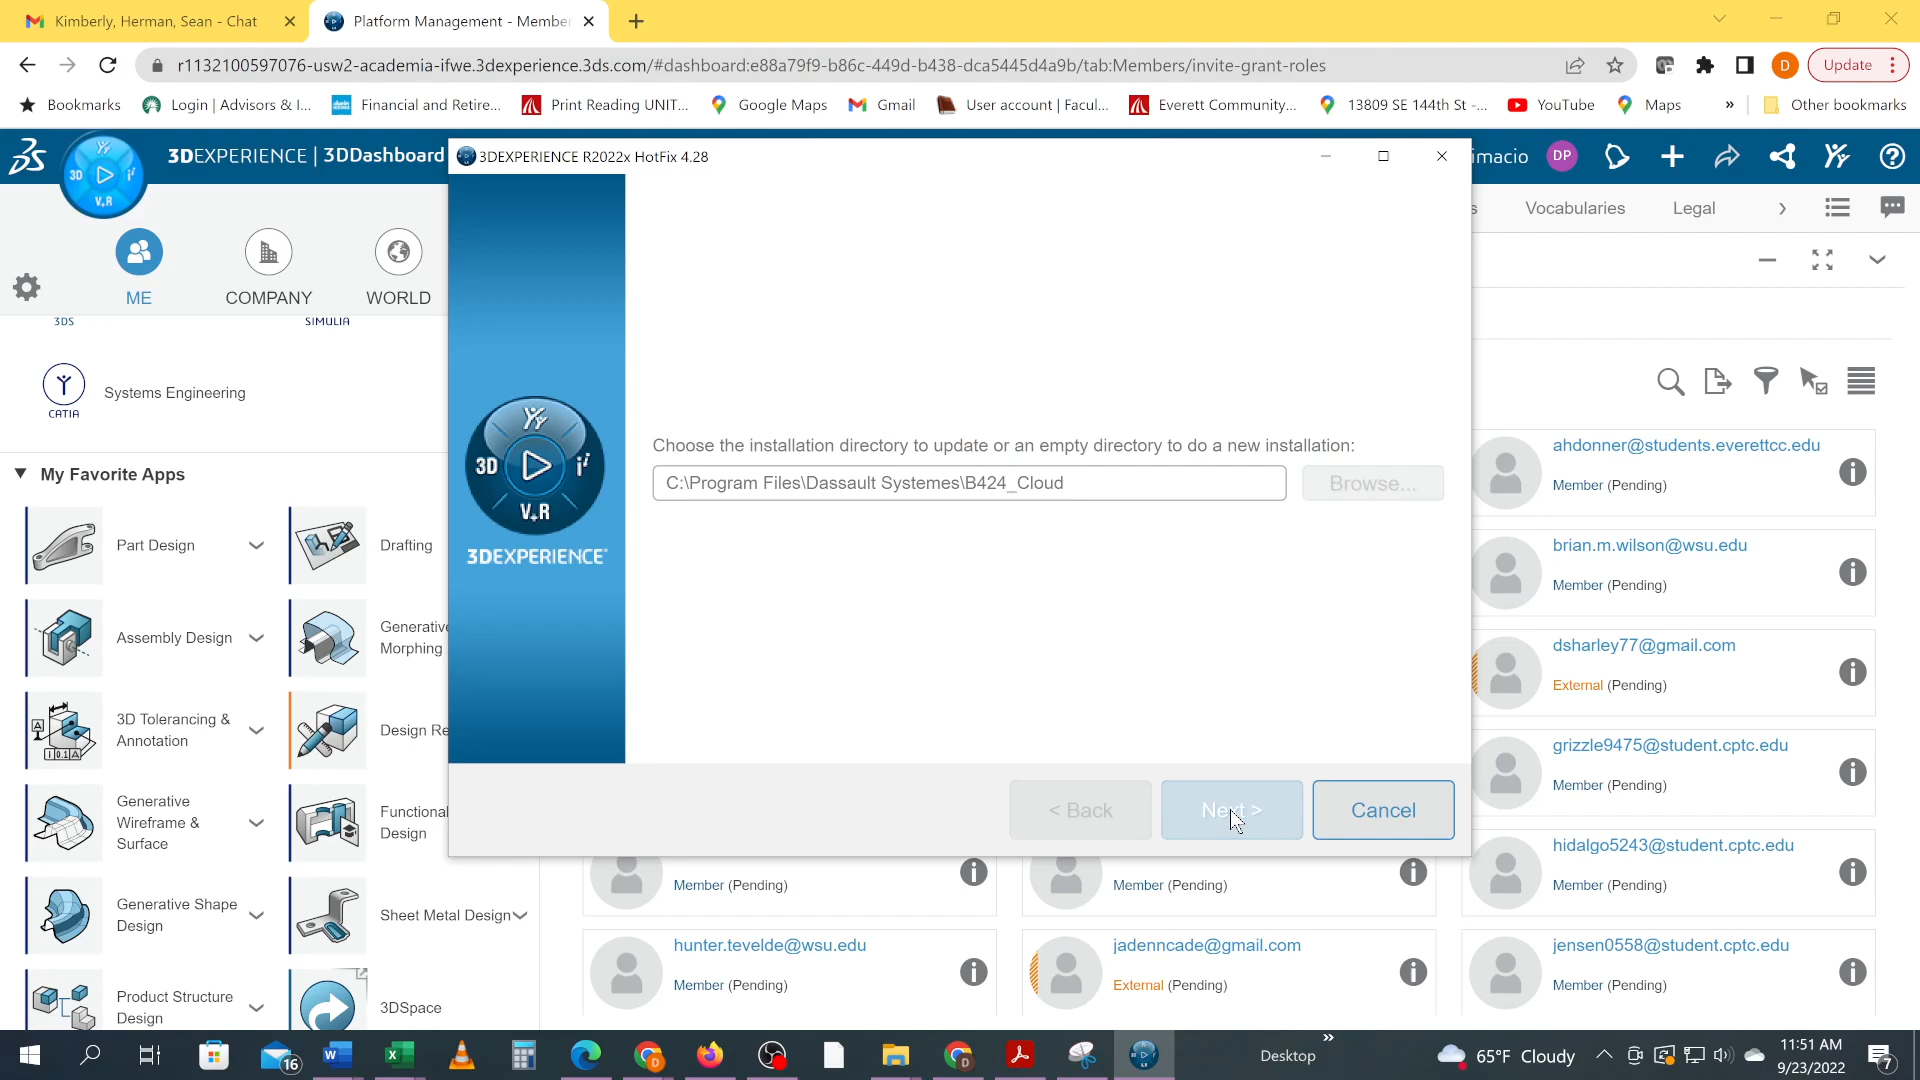 Kimberly, Herman, Sean - Chat
Platform Management - Membe
r1132100597076-usw2-academia-ifwe.3dexperience.3ds.com/#dashboard:e88a79f9-b86c-449d-b438-dca5445d4a9b/tab:Members/invite-grant-roles
D
Update
Bookmarks
Login | Advisors & I...
Financial and Retire...
Print Reading UNIT...
Google Maps
Gmail
User account | Facul...
Everett Community...
13809 SE 144th St -...
YouTube
Maps
»
Other bookmarks
3DEXPERIENCE | 3DDashboard
3D
V.R
3DEXPERIENCE R2022x HotFix 4.28
imacio
DP
s
Vocabularies
Legal
ME
COMPANY
WORLD
3DS
SIMULIA
CATIA
Systems Engineering
My Favorite Apps
Part Design
Drafting
Assembly Design
Generative
Morphing
3D Tolerancing &
Annotation
Design Re
Generative
Wireframe &
Surface
Functional
Design
Generative Shape
Design
Sheet Metal Design
Product Structure
Design
3DSpace
3D
V+R
3DEXPERIENCE
Choose the installation directory to update or an empty directory to do a new installation:
C:\Program Files\Dassault Systemes\B424_Cloud
Browse...
< Back
Next >
Cancel
ahdonner@students.everettcc.edu
Member (Pending)
brian.m.wilson@wsu.edu
Member (Pending)
dsharley77@gmail.com
External (Pending)
grizzle9475@student.cptc.edu
Member (Pending)
Member (Pending)
Member (Pending)
hidalgo5243@student.cptc.edu
Member (Pending)
hunter.tevelde@wsu.edu
Member (Pending)
jadenncade@gmail.com
External (Pending)
jensen0558@student.cptc.edu
Member (Pending)
16
Desktop
»
65°F Cloudy
11:51 AM
9/23/2022
7